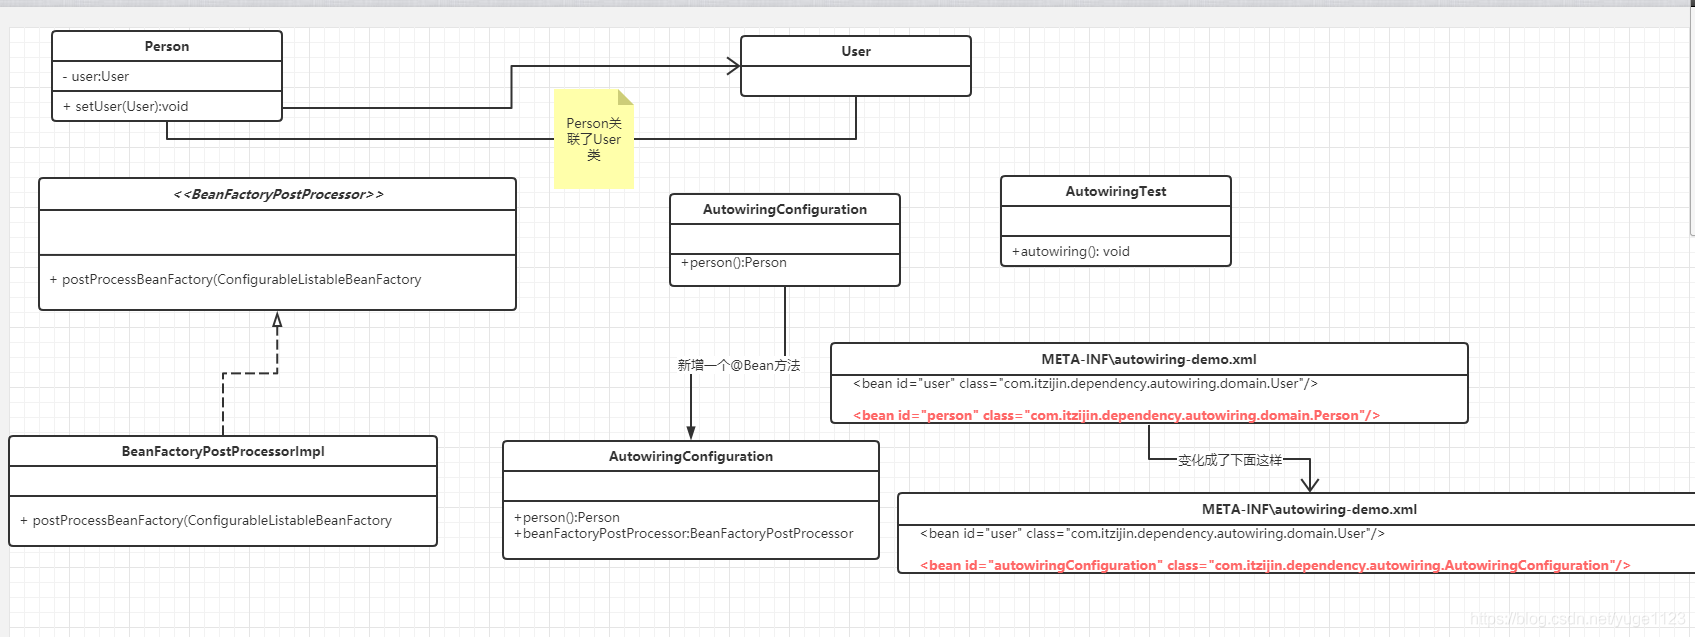 Person
- user:User
+ setUser(User):void
User
Person关
联了User
类
<<BeanFactoryPostProcessor>>
+ postProcessBeanFactory(ConfigurableListableBeanFactory
AutowiringConfiguration
+person():Person
AutowiringTest
+autowiring(): void
新增一个@Bean方法
META-INF\autowiring-demo.xml
<bean id="user" class="com.itzijin.dependency.autowiring.domain.User"/>
<bean id="person" class="com.itzijin.dependency.autowiring.domain.Person"/>
BeanFactoryPostProcessorImpl
+ postProcessBeanFactory(ConfigurableListableBeanFactory
AutowiringConfiguration
+person():Person
+beanFactoryPostProcessor:BeanFactoryPostProcessor
变化成了下面这样
META-INF\autowiring-demo.xml
<bean id="user" class="com.itzijin.dependency.autowiring.domain.User"/>
<bean id="autowiringConfiguration" class="com.itzijin.dependency.autowiring.AutowiringConfiguration"/>
https://blog.csdn.net/yuge1123